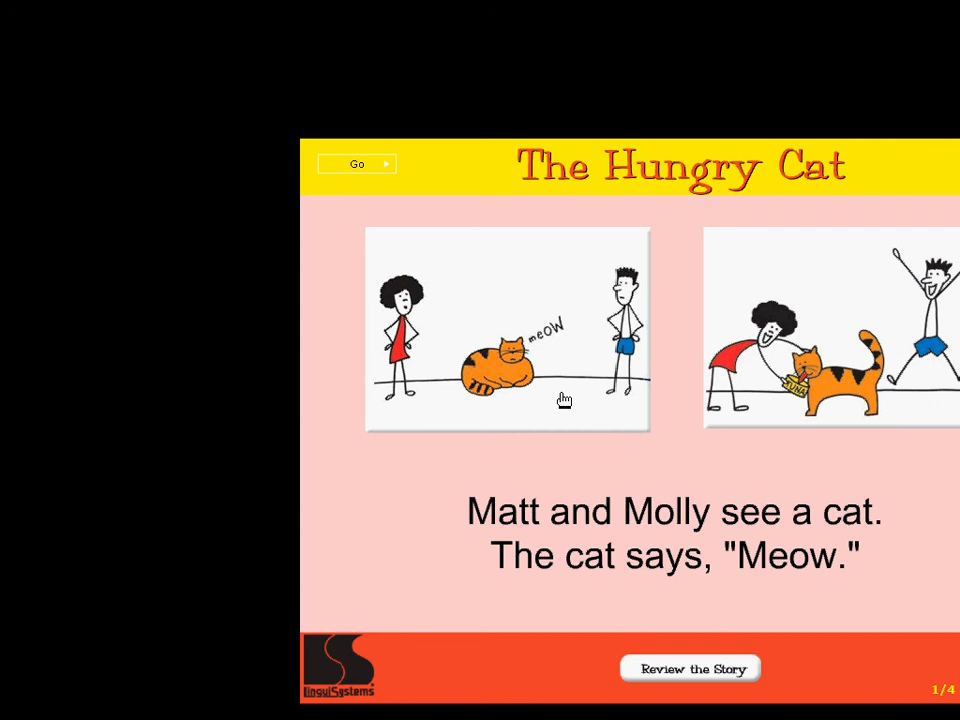 Go
The Hungry Cat
meow
TUNA
Matt and Molly see a cat.
The cat says, "Meow."
LinguiSystems
Review the Story
1/4